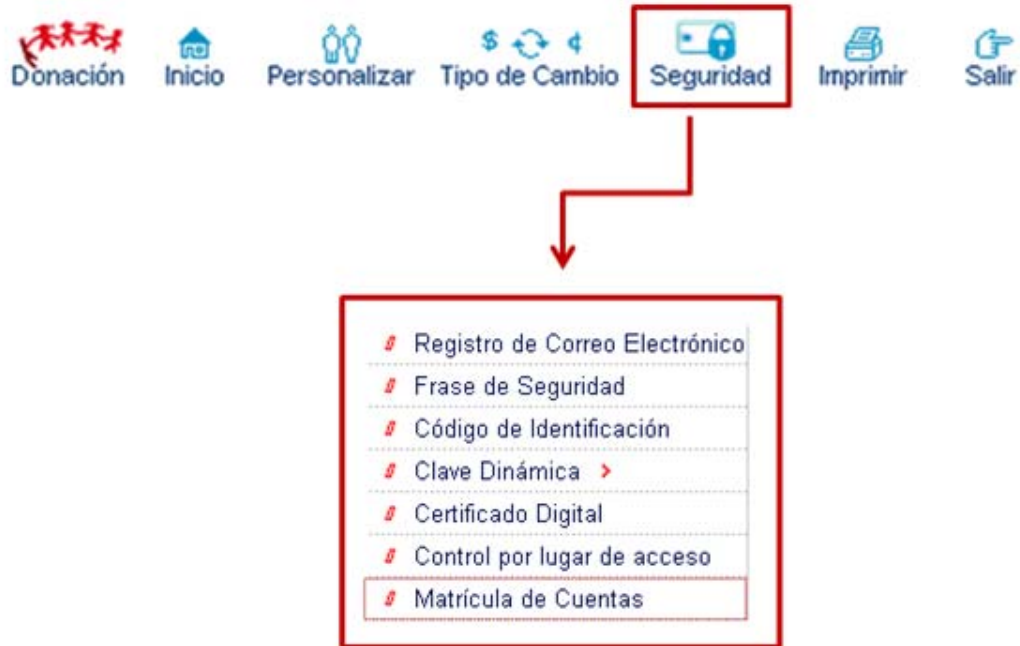 Donación Inicio Personalizar Tipo de Cambio Seguridad Imprimir Salir
Registro de Correo Electrónico
Frase de Seguridad
Código de Identificación
Clave Dinámica >
Certificado Digital
Control por lugar de acceso
Matrícula de Cuentas